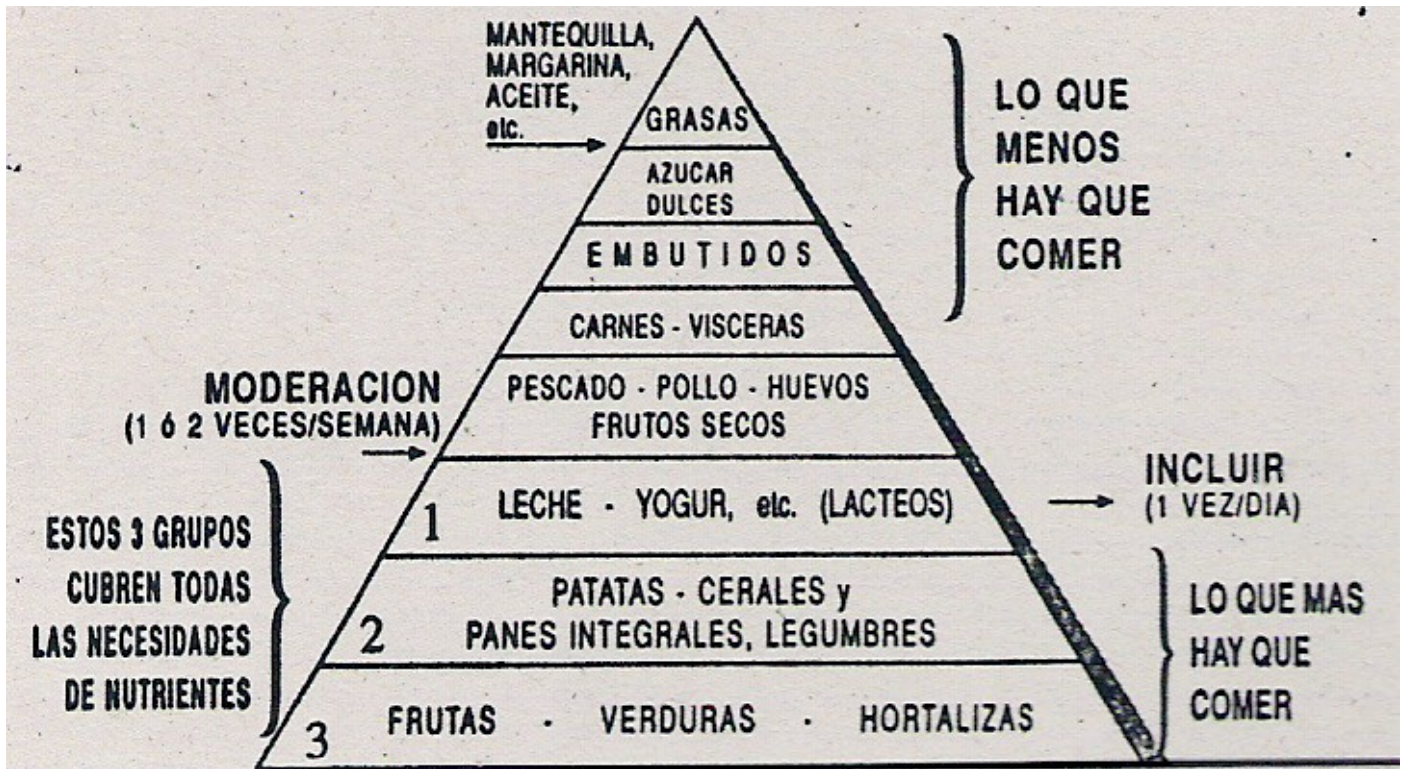 MANTEQUILLA,
MARGARINA,
ACEITE,
etc.
GRASAS
AZUCAR
DULCES
EMBUTIDOS
CARNES - VISCERAS
LO QUE
MENOS
HAY QUE
COMER
MODERACION
(1 ó 2 VECES/SEMANA)
PESCADO - POLLO - HUEVOS
FRUTOS SECOS
1 LECHE - YOGUR, etc. (LACTEOS)
INCLUIR
(1 VEZ/DIA)
ESTOS 3 GRUPOS
CUBREN TODAS
LAS NECESIDADES
DE NUTRIENTES
PATATAS - CERALES y
2 PANES INTEGRALES, LEGUMBRES
3 FRUTAS - VERDURAS - HORTALIZAS
LO QUE MAS
HAY QUE
COMER